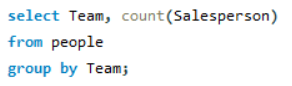 select Team, count(Salesperson)
from people
group by Team;